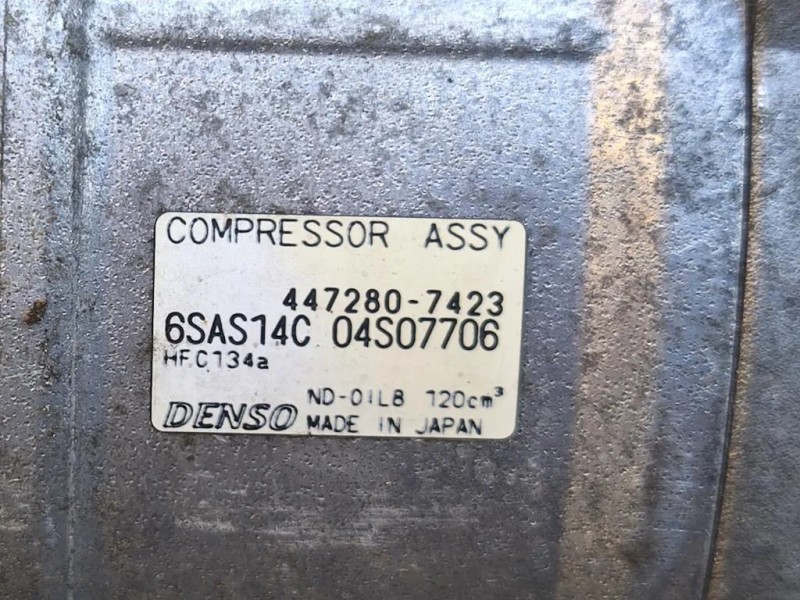 COMPRESSOR ASSY
447280-7423
6SAS14C 04S07706
HFC134a
ND-OIL8 120cm³
DENSO MADE IN JAPAN